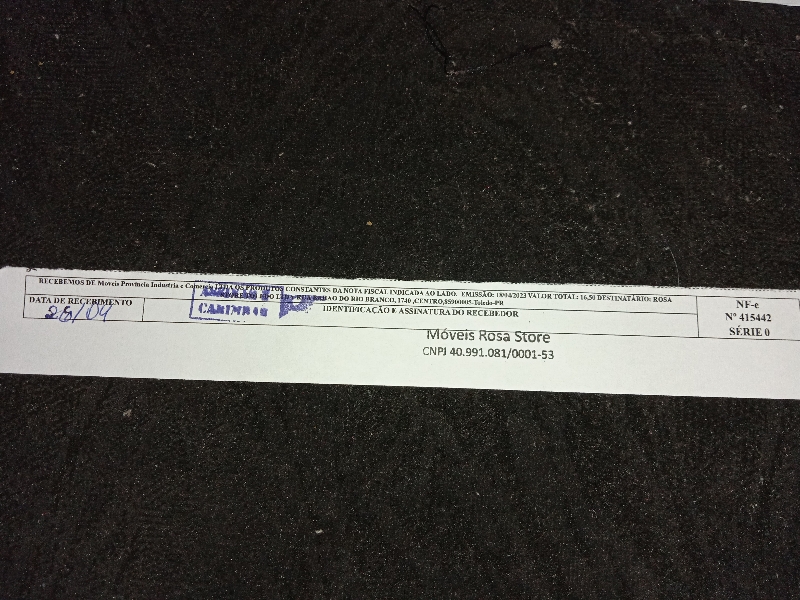 RECEBEMOS DE Moveis Provincia Industria e Comercio LTDA OS PRODUTOS CONSTANTES DA NOTA FISCAL INDICADA AO LADO. EMISSÃO: 18/04/2023 VALOR TOTAL: 16,50 DESTINATÁRIO: ROSA
LTDA RUA BARAO DO RIO BRANCO, 1740 ,CENTRO,85900005-Toledo-PR
DATA DE RECEBIMENTO
IDENTIFICAÇÃO E ASSINATURA DO RECEBEDOR
26/04
CARIMBO
NF-e
Nº 415442
SÉRIE 0
Móveis Rosa Store
CNPJ 40.991.081/0001-53